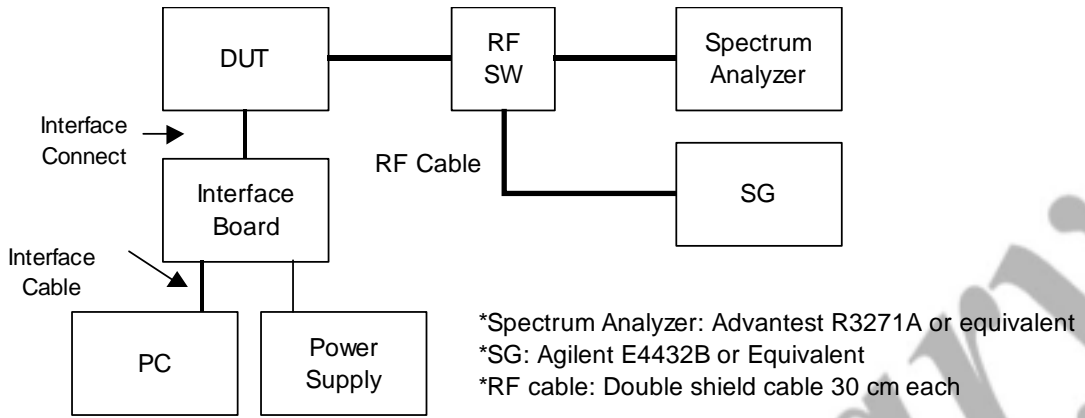 DUT
RF
SW
Spectrum
Analyzer
Interface
Connect
RF Cable
Interface
Board
SG
Interface
Cable
PC
Power
Supply
*Spectrum Analyzer: Advantest R3271A or equivalent
*SG: Agilent E4432B or Equivalent
*RF cable: Double shield cable 30 cm each